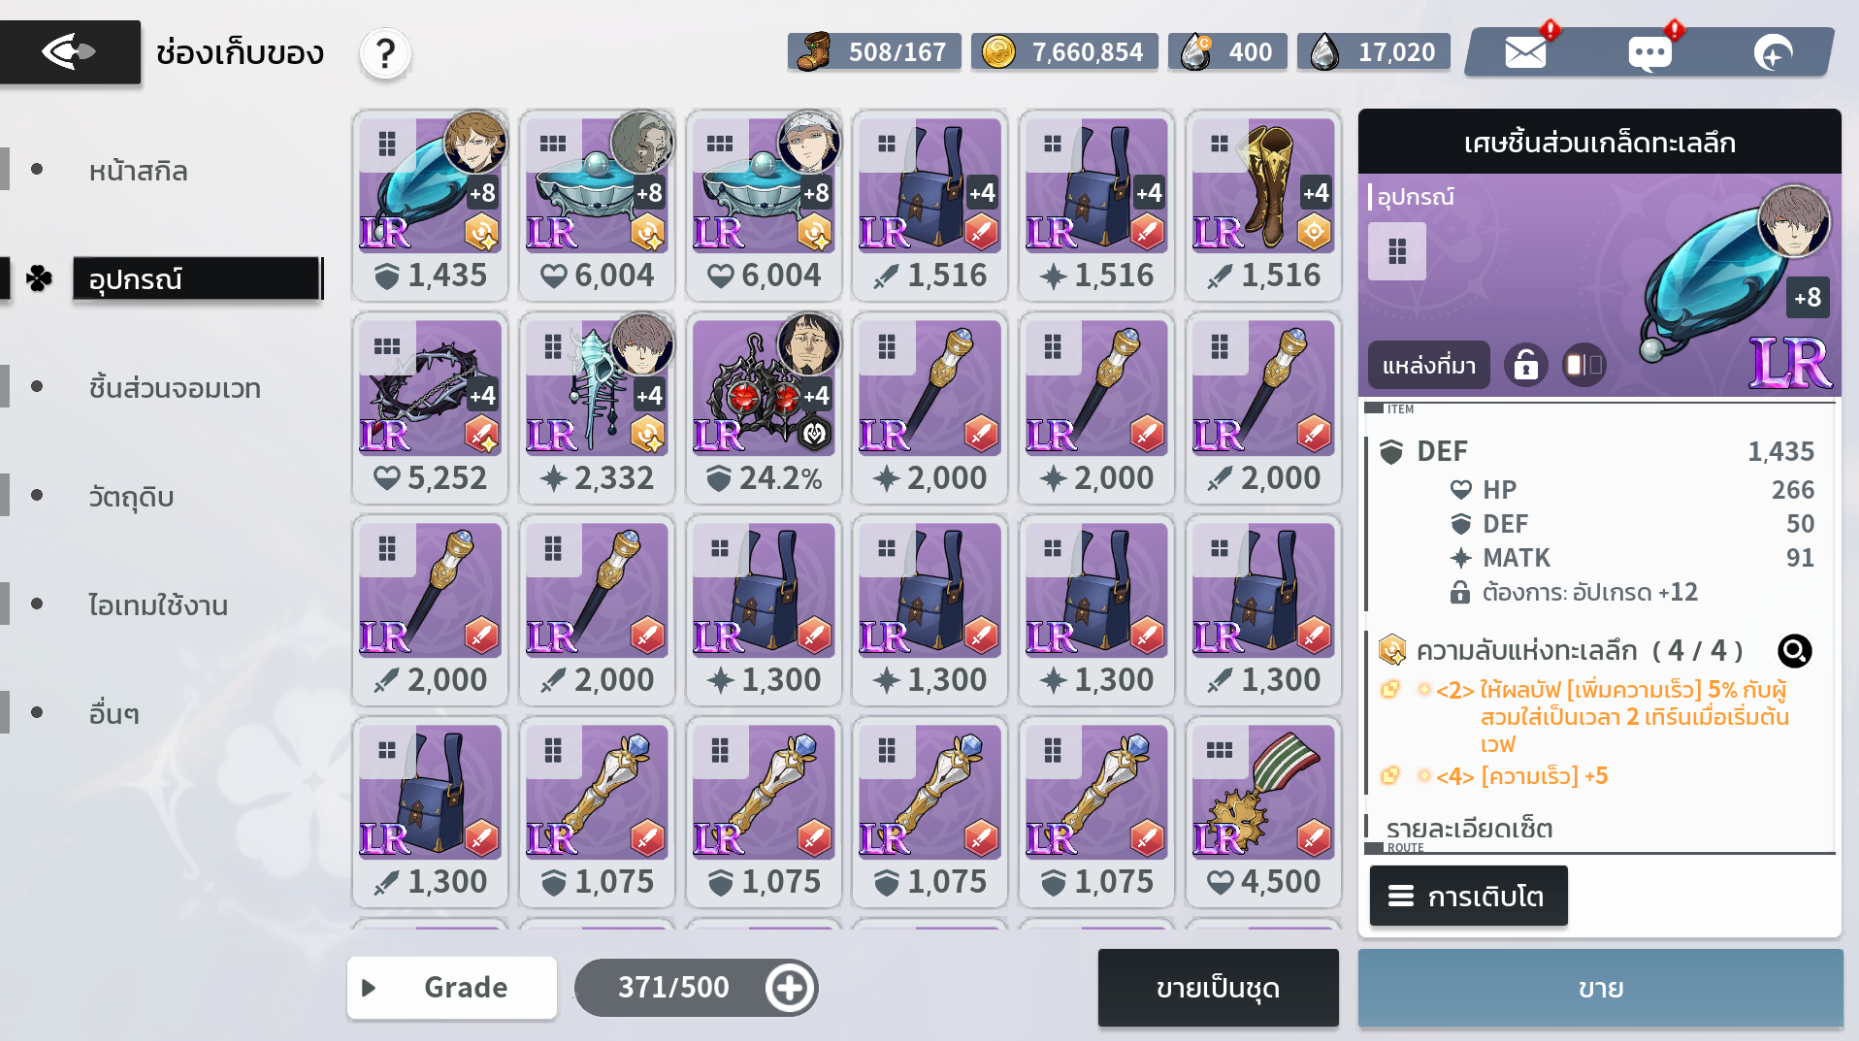 ช่องเก็บของ
?
508/167
7,660,854
C
400
17,020
หน้าสกิล
อุปกรณ์
ชิ้นส่วนจอมเวท
วัตถุดิบ
ไอเทมใช้งาน
อื่นๆ
+8 +8 +8 +4 +4 +4
LR LR LR LR LR LR
1,435 6,004 6,004 1,516 1,516 1,516
+4 +4 +4
LR LR LR LR LR LR
5,252 2,332 24.2% 2,000 2,000 2,000
LR LR LR LR LR LR
2,000 2,000 1,300 1,300 1,300 1,300
LR LR LR LR LR LR
1,300 1,075 1,075 1,075 1,075 4,500
Grade
371/500
ขายเป็นชุด
เศษชิ้นส่วนเกล็ดทะเลลึก
อุปกรณ์
+8
แหล่งที่มา
LR
ITEM
DEF 1,435
HP 266
DEF 50
MATK 91
ต้องการ: อัปเกรด +12
ความลับแห่งทะเลลึก ( 4 / 4 )
<2> ให้ผลบัฟ [เพิ่มความเร็ว] 5% กับผู้
สวมใส่เป็นเวลา 2 เทิร์นเมื่อเริ่มต้น
เวฟ
<4> [ความเร็ว] +5
รายละเอียดเซ็ต
ROUTE
การเติบโต
ขาย